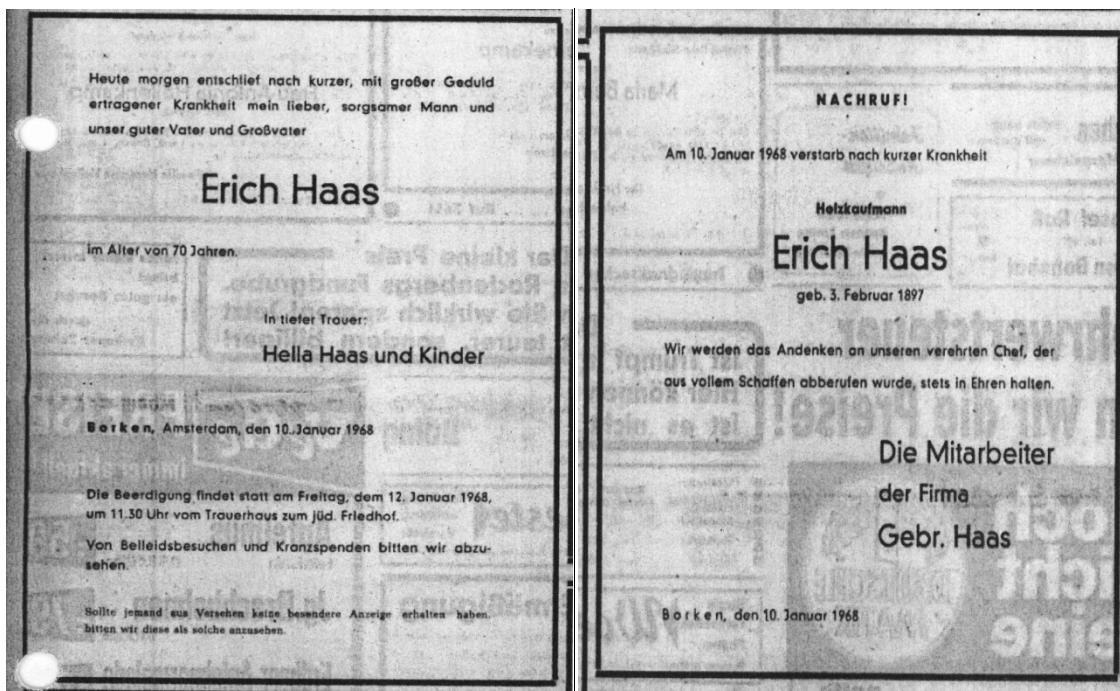 Heute morgen entschlief nach kurzer, mit großer Geduld
ertragener Krankheit mein lieber, sorgsamer Mann und
unser guter Vater und Großvater
Erich Haas
im Alter von 70 Jahren.
In tiefer Trauer:
Hella Haas und Kinder
Borken, Amsterdam, den 10. Januar 1968
Die Beerdigung findet statt am Freitag, dem 12. Januar 1968,
um 11.30 Uhr vom Trauerhaus zum jüd. Friedhof.
Von Beileidsbesuchen und Kranzspenden bitten wir abzu-
sehen.
Sollte jemand aus Versehen keine besondere Anzeige erhalten haben,
bitten wir diese als solche anzusehen.
NACHRUF!
Am 10. Januar 1968 verstarb nach kurzer Krankheit
Holzkaufmann
Erich Haas
geb. 3. Februar 1897
Wir werden das Andenken an unseren verehrten Chef, der
aus vollem Schaffen abberufen wurde, stets in Ehren halten.
Die Mitarbeiter
der Firma
Gebr. Haas
Borken, den 10. Januar 1968